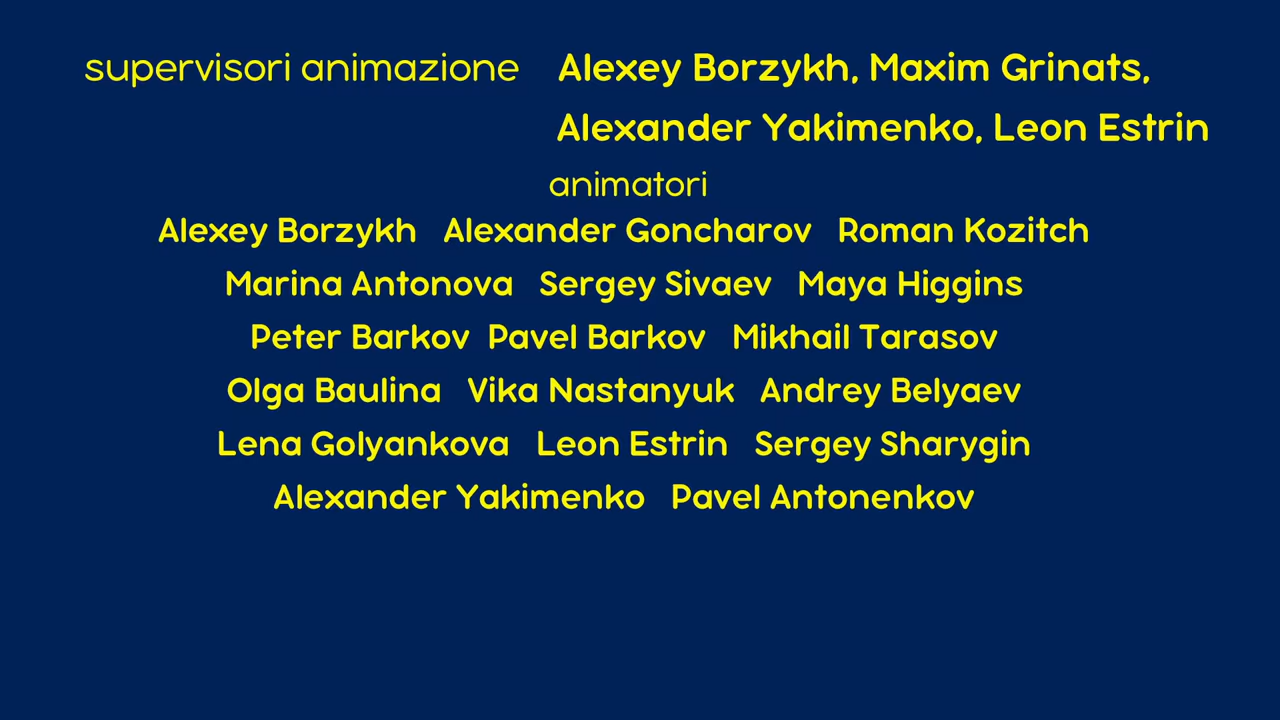 supervisori animazione Alexey Borzykh, Maxim Grinats,
Alexander Yakimenko, Leon Estrin
animatori
Alexey Borzykh Alexander Goncharov Roman Kozitch
Marina Antonova Sergey Sivaev Maya Higgins
Peter Barkov Pavel Barkov Mikhail Tarasov
Olga Baulina Vika Nastanyuk Andrey Belyaev
Lena Golyankova Leon Estrin Sergey Sharygin
Alexander Yakimenko Pavel Antonenkov